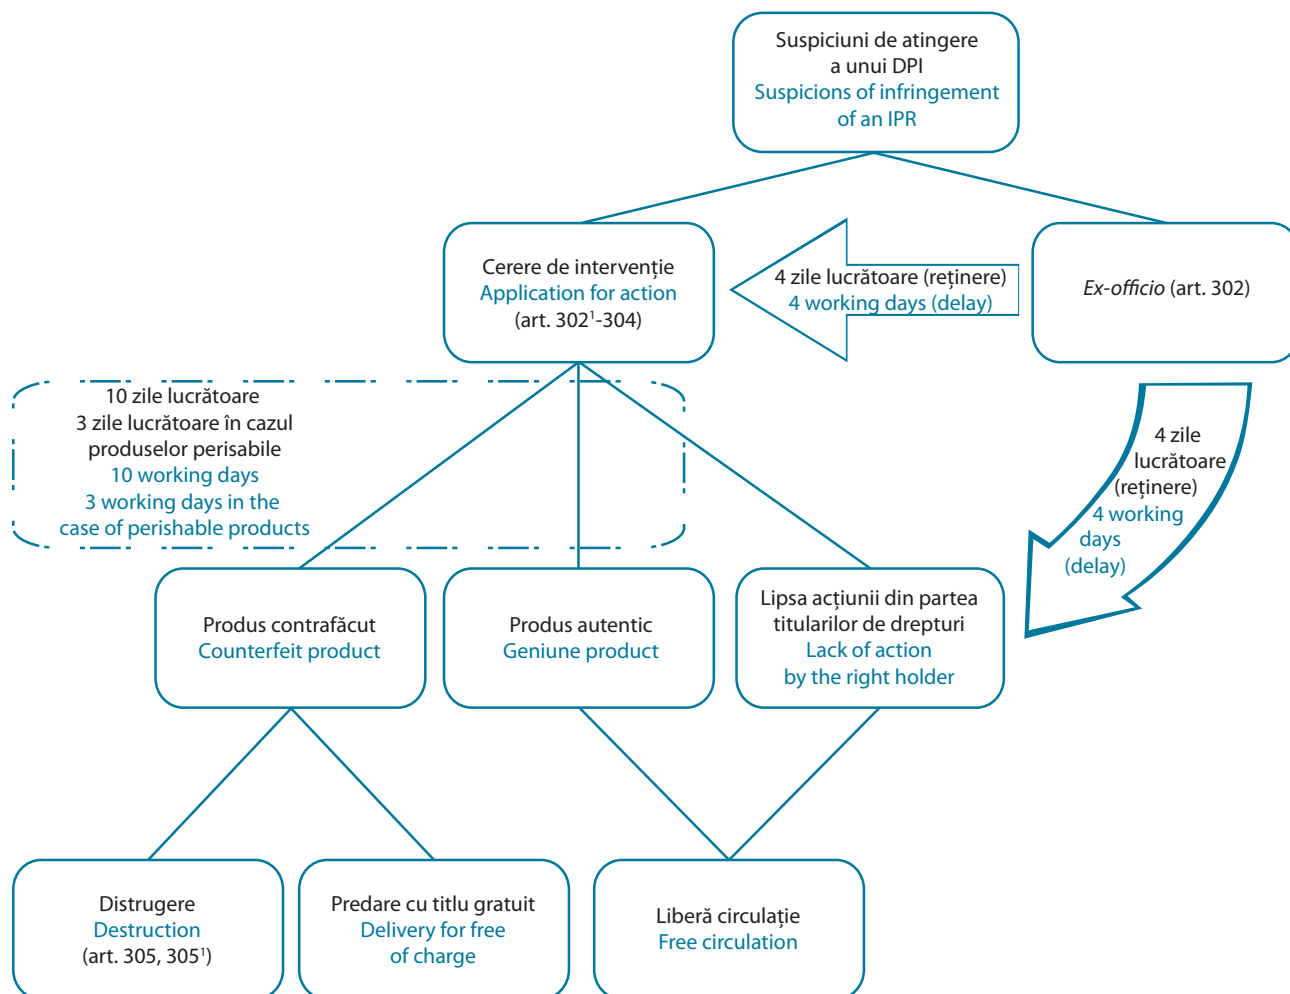 Suspiciuni de atingere
a unui DPI
Suspicions of infringement
of an IPR
Cerere de intervenție
Application for action
(art. 302¹-304)
4 zile lucrătoare (reținere)
4 working days (delay)
Ex-officio (art. 302)
10 zile lucrătoare
3 zile lucrătoare în cazul
produselor perisabile
10 working days
3 working days in the
case of perishable products
4 zile
lucrătoare
(reținere)
4 working
days
(delay)
Produs contrafăcut
Counterfeit product
Produs autentic
Geniune product
Lipsa acțiunii din partea
titularilor de drepturi
Lack of action
by the right holder
Distrugere
Destruction
(art. 305, 305¹)
Predare cu titlu gratuit
Delivery for free
of charge
Liberă circulație
Free circulation